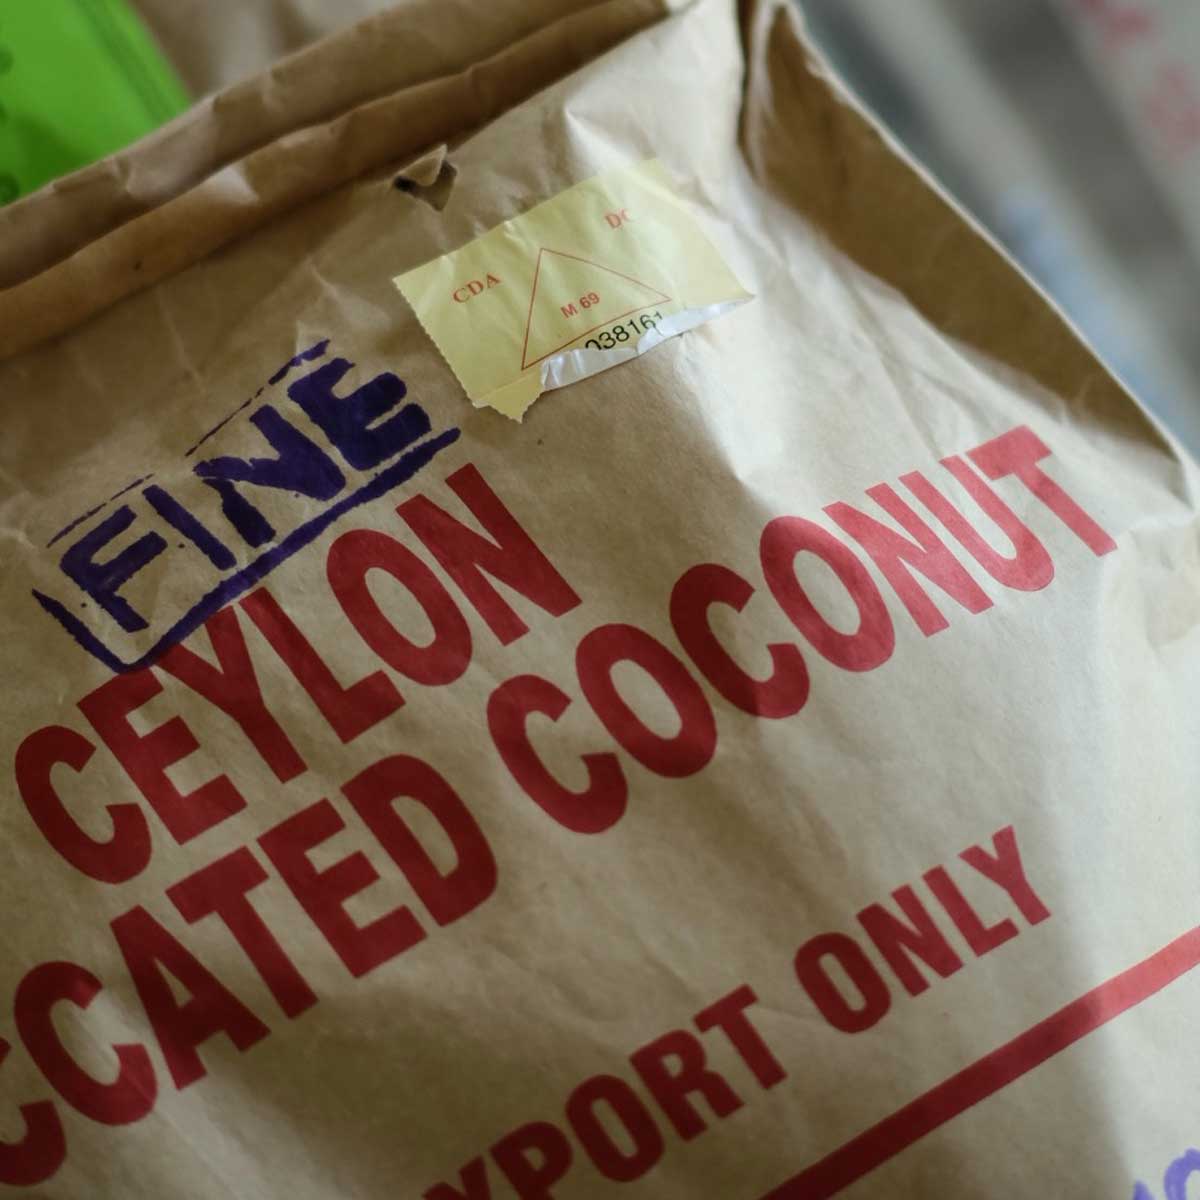 CDA DC
M 69
038161
FINE
CEYLON
CCATED COCONUT
XPORT ONLY